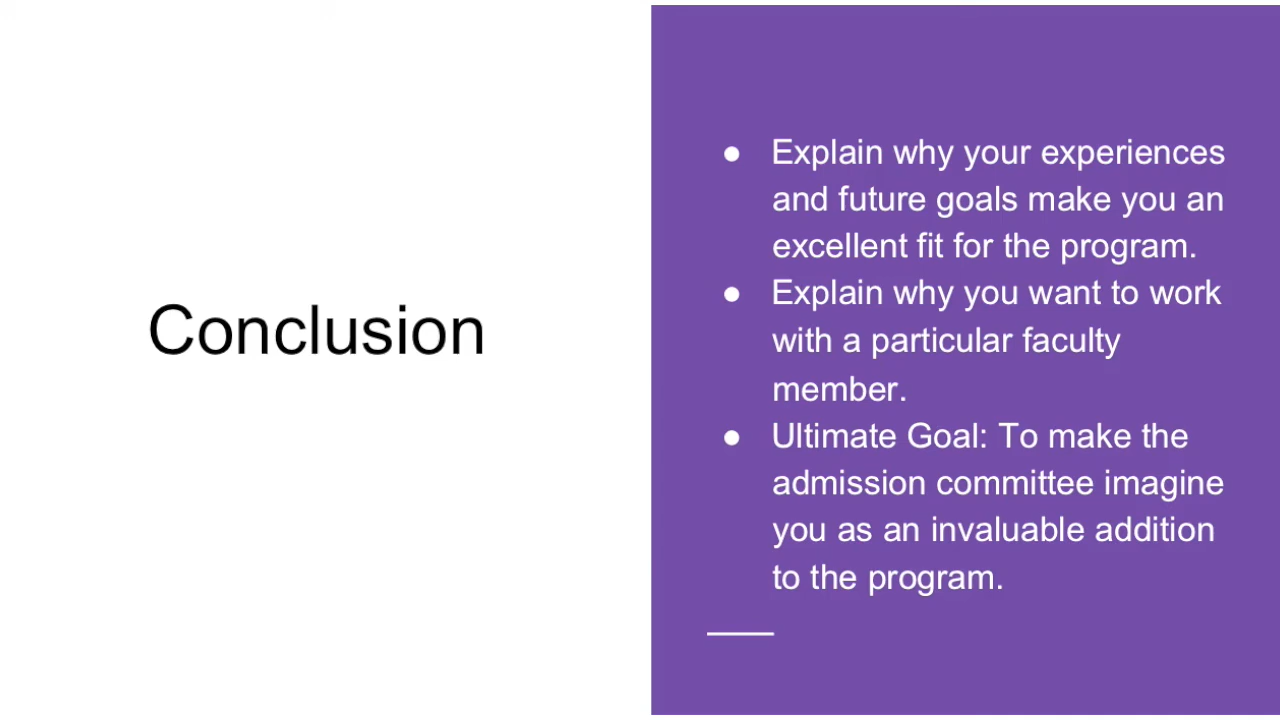 Conclusion
● Explain why your experiences
and future goals make you an
excellent fit for the program.
● Explain why you want to work
with a particular faculty
member.
● Ultimate Goal: To make the
admission committee imagine
you as an invaluable addition
to the program.